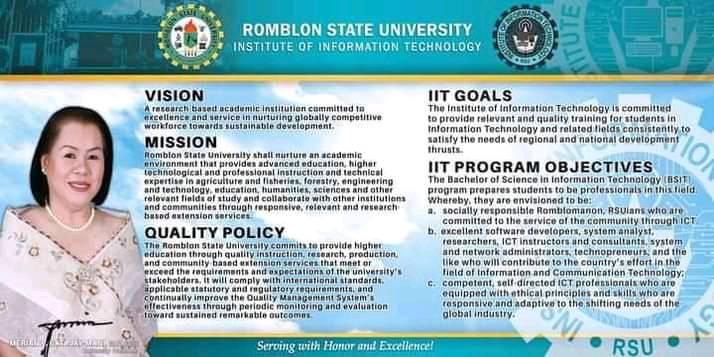 ROMBLON STATE UNIVERSITY
INSTITUTE OF INFORMATION TECHNOLOGY
VISION
A research based academic institution committed to
excellence and service in nurturing globally competitive
workforce towards sustainable development.
MISSION
Romblon State University shall nurture an academic
environment that provides advanced education, higher
technological and professional instruction and technical
expertise in agriculture and fisheries, forestry, engineering
and technology, education, humanities, sciences and other
relevant fields of study and collaborate with other institutions
and communities through responsive, relevant and research-
based extension services.
QUALITY POLICY
The Romblon State University commits to provide higher
education through quality instruction, research, production,
and community-based extension services that meet or
exceed the requirements and expectations of the university's
stakeholders. It will comply with international standards,
applicable statutory and regulatory requirements, and
continually improve the Quality Management System's
effectiveness through periodic monitoring and evaluation
toward sustained remarkable outcomes.
IIT GOALS
The Institute of Information Technology is committed
to provide relevant and quality training for students in
Information Technology and related fields consistently to
satisfy the needs of regional and national development
thrusts.
IIT PROGRAM OBJECTIVES
The Bachelor of Science in Information Technology (BSIT)
program prepares students to be professionals in this field.
Whereby, they are envisioned to be:
a. socially responsible Romblomanon, RSUians who are
committed to the service of the community through ICT.
b. excellent software developers, system analyst,
researchers, ICT instructors and consultants, system
and network administrators, technopreneurs; and the
like who will contribute to the country's effort in the
field of Information and Communication Technology;
c. competent, self-directed ICT professionals who are
equipped with ethical principles and skills who are
responsive and adaptive to the shifting needs of the
global industry.
RSU
Serving with Honor and Excellence!